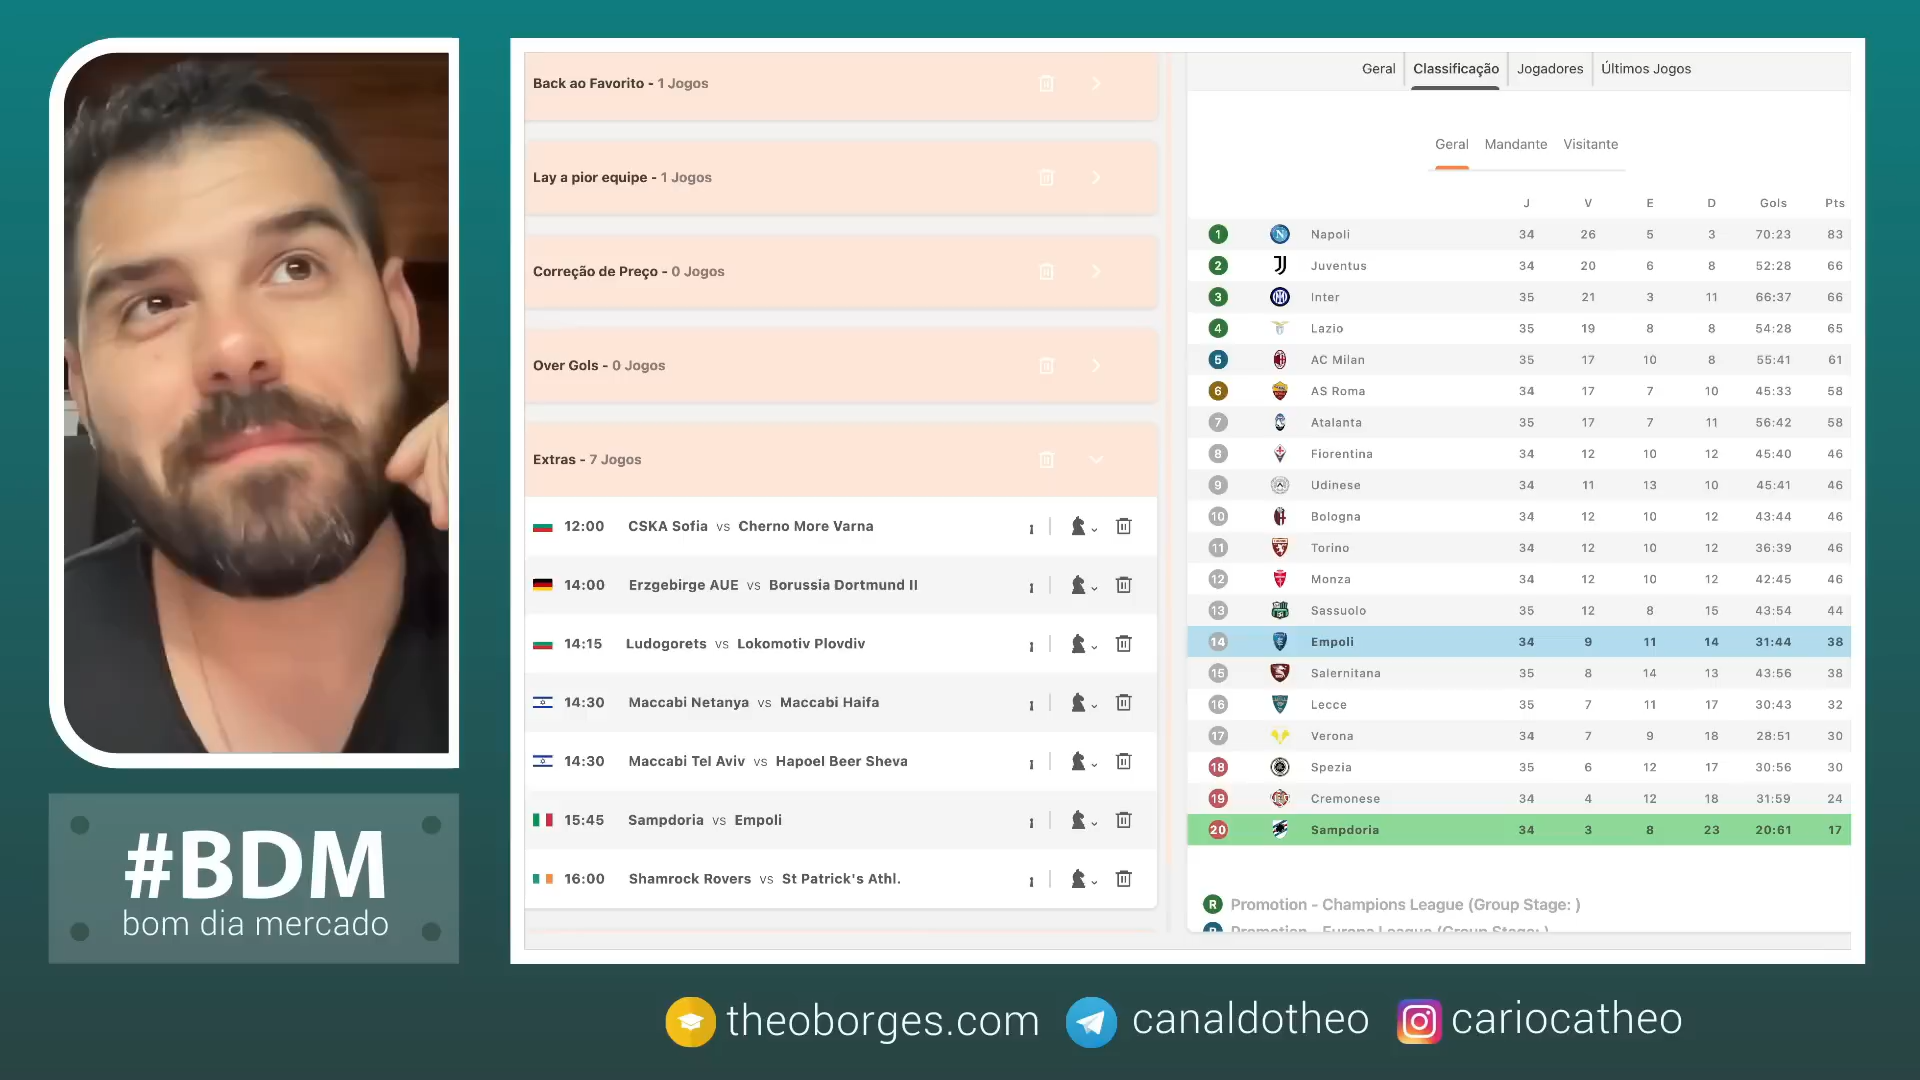 Back ao Favorito - 1 Jogos
Lay a pior equipe - 1 Jogos
Correção de Preço - 0 Jogos
Over Gols - 0 Jogos
Extras - 7 Jogos
12:00 CSKA Sofia vs Cherno More Varna
14:00 Erzgebirge AUE vs Borussia Dortmund II
14:15 Ludogorets vs Lokomotiv Plovdiv
14:30 Maccabi Netanya vs Maccabi Haifa
14:30 Maccabi Tel Aviv vs Hapoel Beer Sheva
15:45 Sampdoria vs Empoli
16:00 Shamrock Rovers vs St Patrick's Athl.
Geral Classificação Jogadores Últimos Jogos
Geral Mandante Visitante
J V E D Gols Pts
1 Napoli 34 26 5 3 70:23 83
2 Juventus 34 20 6 8 52:28 66
3 Inter 35 21 3 11 66:37 66
4 Lazio 35 19 8 8 54:28 65
5 AC Milan 35 17 10 8 55:41 61
6 AS Roma 34 17 7 10 45:33 58
7 Atalanta 35 17 7 11 56:42 58
8 Fiorentina 34 12 10 12 45:40 46
9 Udinese 34 11 13 10 45:41 46
10 Bologna 34 12 10 12 43:44 46
11 Torino 34 12 10 12 36:39 46
12 Monza 34 12 10 12 42:45 46
13 Sassuolo 35 12 8 15 43:54 44
14 Empoli 34 9 11 14 31:44 38
15 Salernitana 35 8 14 13 43:56 38
16 Lecce 35 7 11 17 30:43 32
17 Verona 34 7 9 18 28:51 30
18 Spezia 35 6 12 17 30:56 30
19 Cremonese 34 4 12 18 31:59 24
20 Sampdoria 34 3 8 23 20:61 17
R Promotion - Champions League (Group Stage: )
Promotion - Europa League (Group Stage: )
#BDM
bom dia mercado
theoborges.com canaldotheo cariocatheo